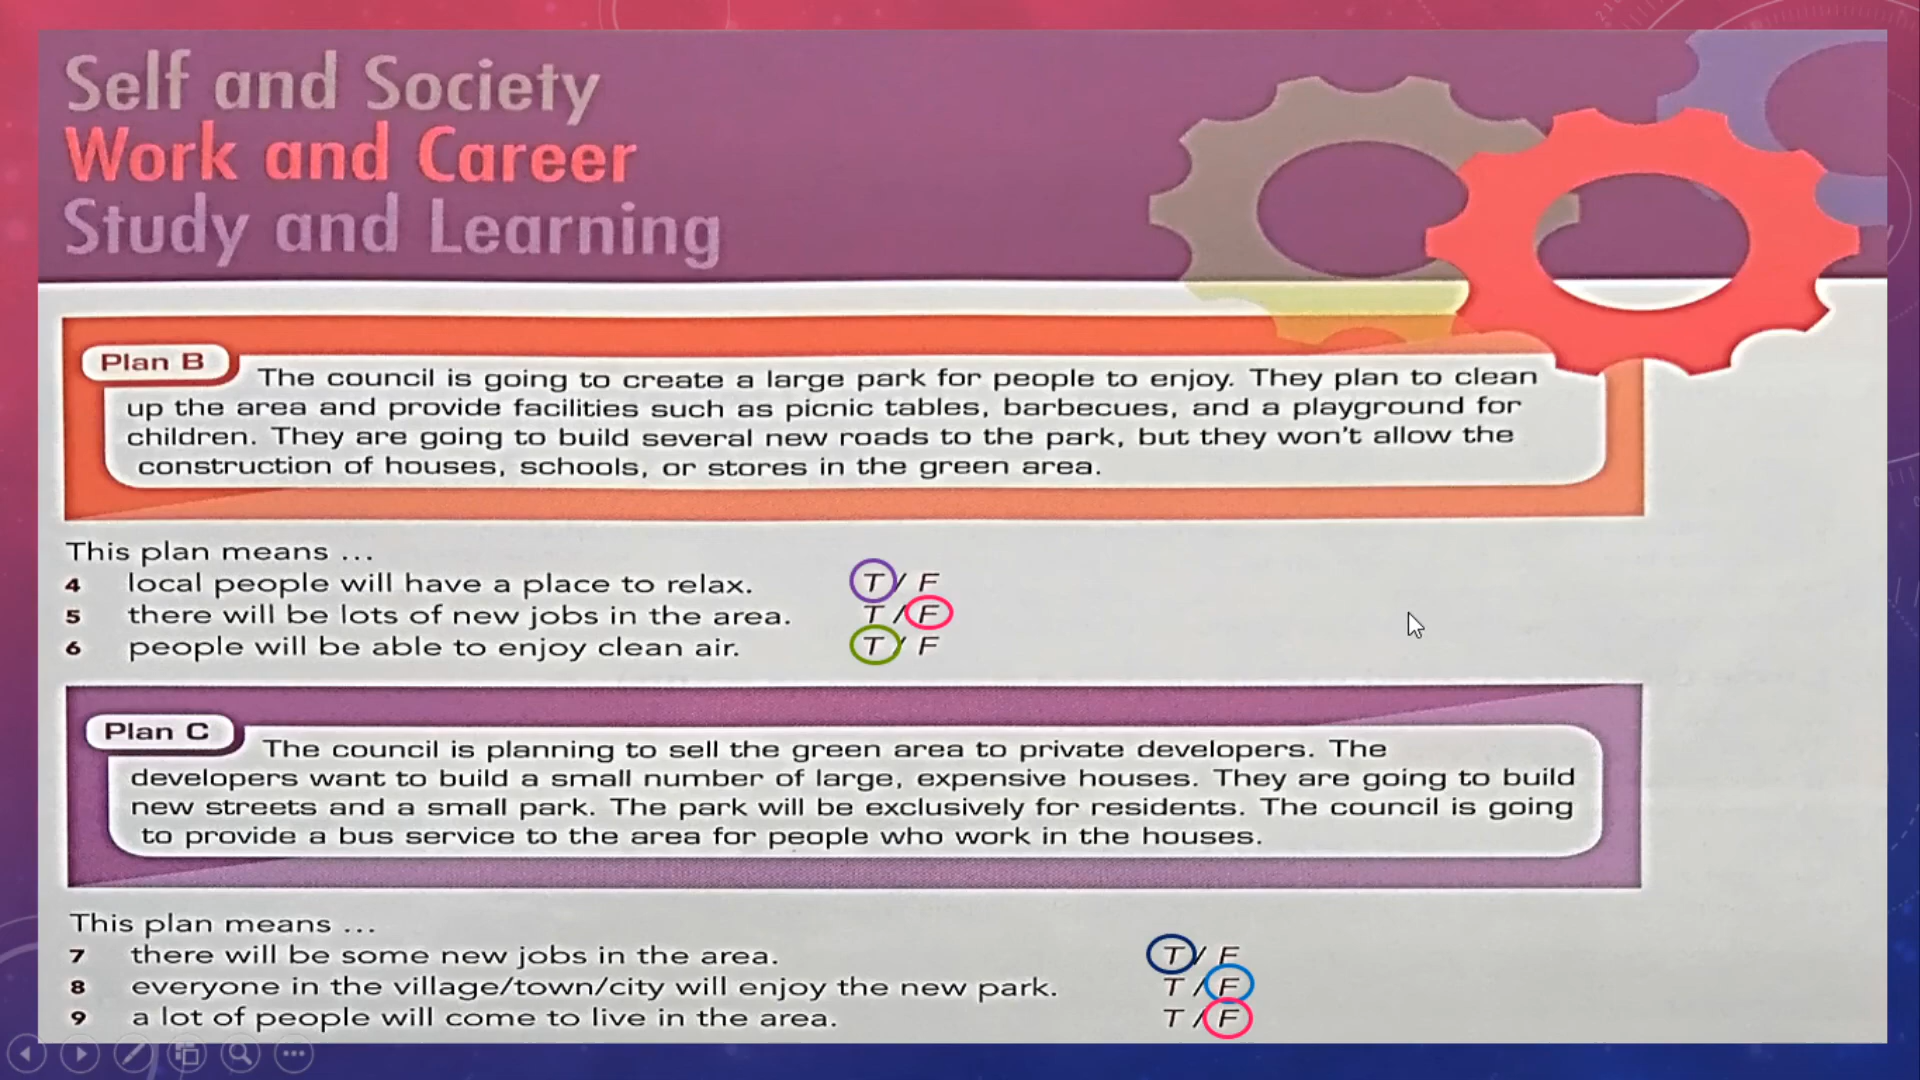 Self and Society
Work and Career
Study and Learning
Plan B
The council is going to create a large park for people to enjoy. They plan to clean
up the area and provide facilities such as picnic tables, barbecues, and a playground for
children. They are going to build several new roads to the park, but they won't allow the
construction of houses, schools, or stores in the green area.
This plan means ...
4 local people will have a place to relax. T / F
5 there will be lots of new jobs in the area. T / F
6 people will be able to enjoy clean air. T / F
Plan C
The council is planning to sell the green area to private developers. The
developers want to build a small number of large, expensive houses. They are going to build
new streets and a small park. The park will be exclusively for residents. The council is going
to provide a bus service to the area for people who work in the houses.
This plan means ...
7 there will be some new jobs in the area. T / F
8 everyone in the village/town/city will enjoy the new park. T / F
9 a lot of people will come to live in the area. T / F